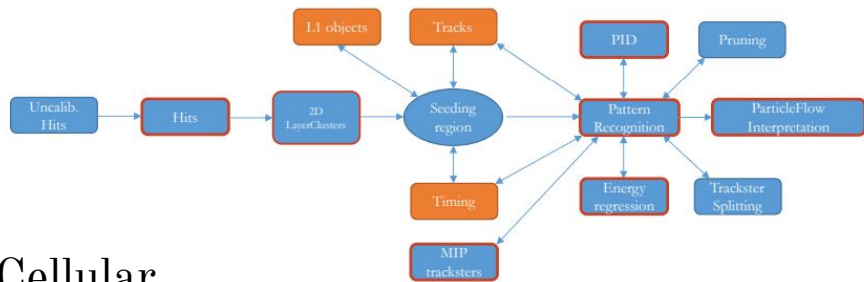 L1 objects
Tracks
PID
Pruning
Uncalib.
Hits
Hits
2D
LayerClusters
Seeding
region
Pattern
Recognition
ParticleFlow
Interpretation
Timing
Energy
regression
Trackster
Splitting
MIP
tracksters
Cellular